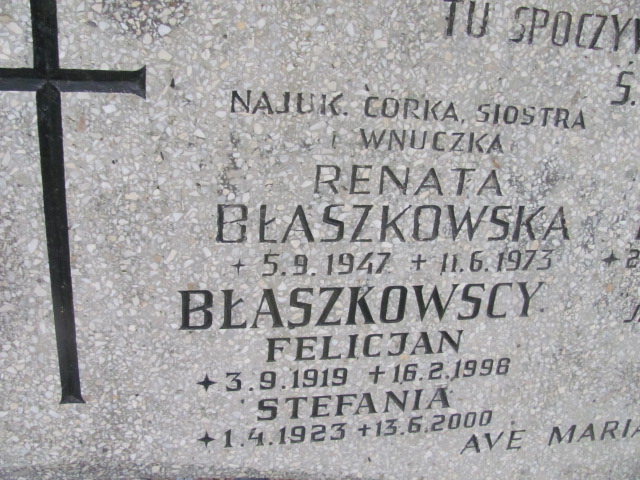 TU SPOCZYW
Ś.
NAJUK. CÓRKA, SIOSTRA
I WNUCZKA
RENATA
BŁASZKOWSKA
✦ 5.9.1947 + 11.6.1973
BŁASZKOWSCY
FELICJAN
✦ 3.9.1919 + 16.2.1998
STEFANIA
✦ 1.4.1923 + 13.6.2000
AVE MARIA